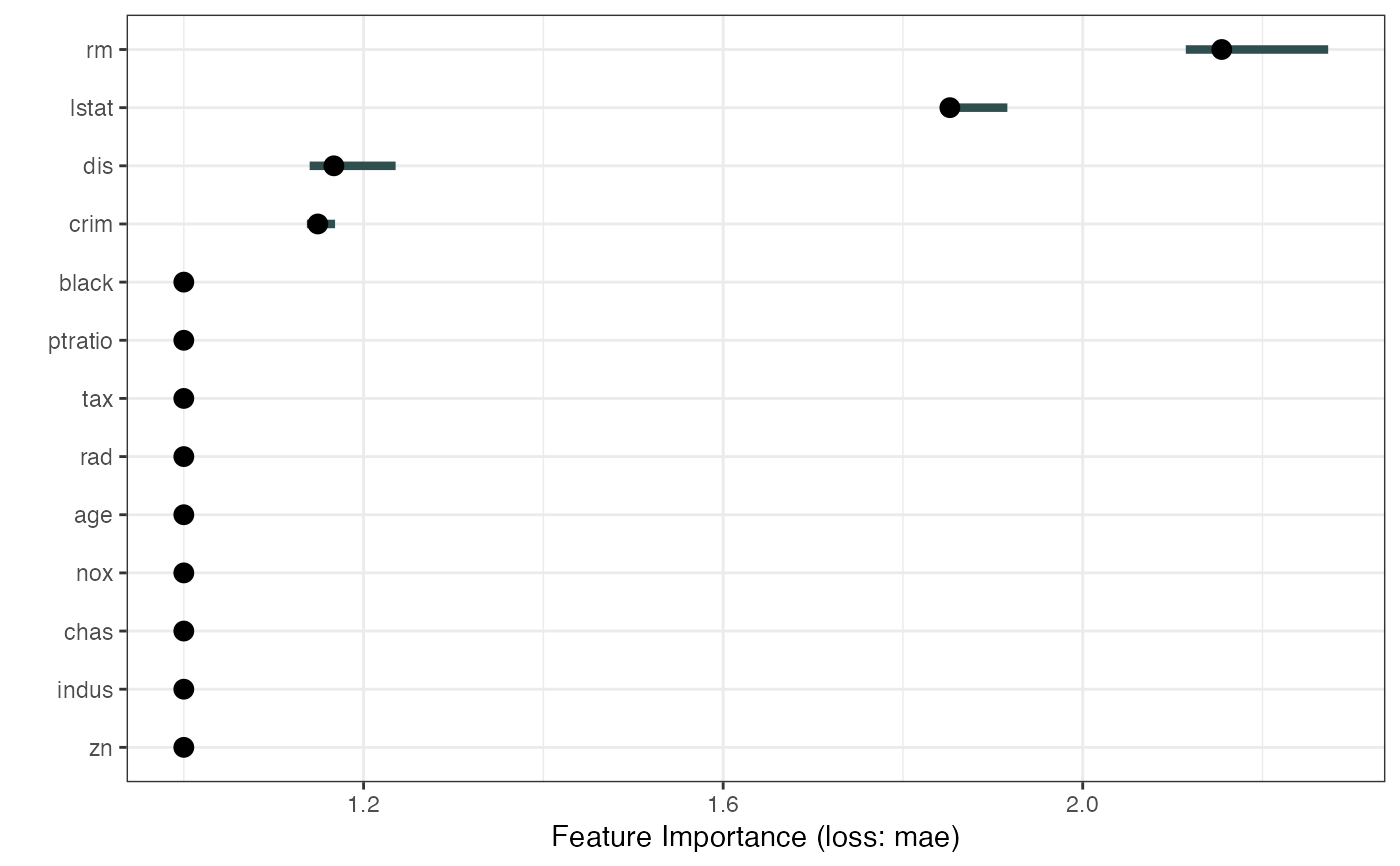 rm
lstat
dis
crim
black
ptratio
tax
rad
age
nox
chas
indus
zn
1.2 1.6 2.0
Feature Importance (loss: mae)